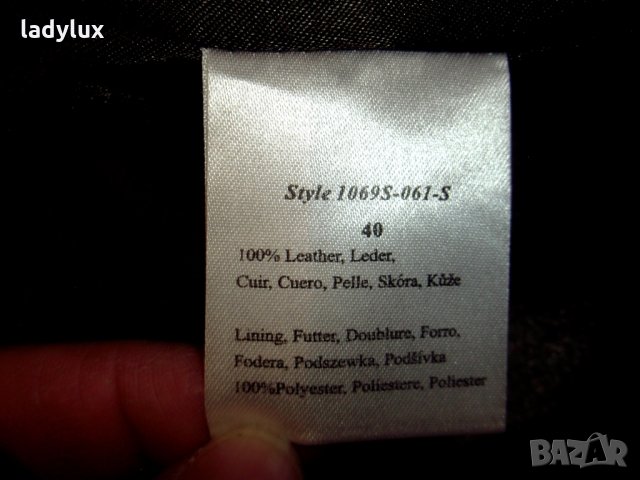 ladylux
Style 1069S-061-S
40
100% Leather, Leder,
Cuir, Cuero, Pelle, Skóra, Kůže
Lining, Futter, Doublure, Forro,
Fodera, Podszewka, Podšívka
100%Polyester, Poliestere, Poliester
BAZAR